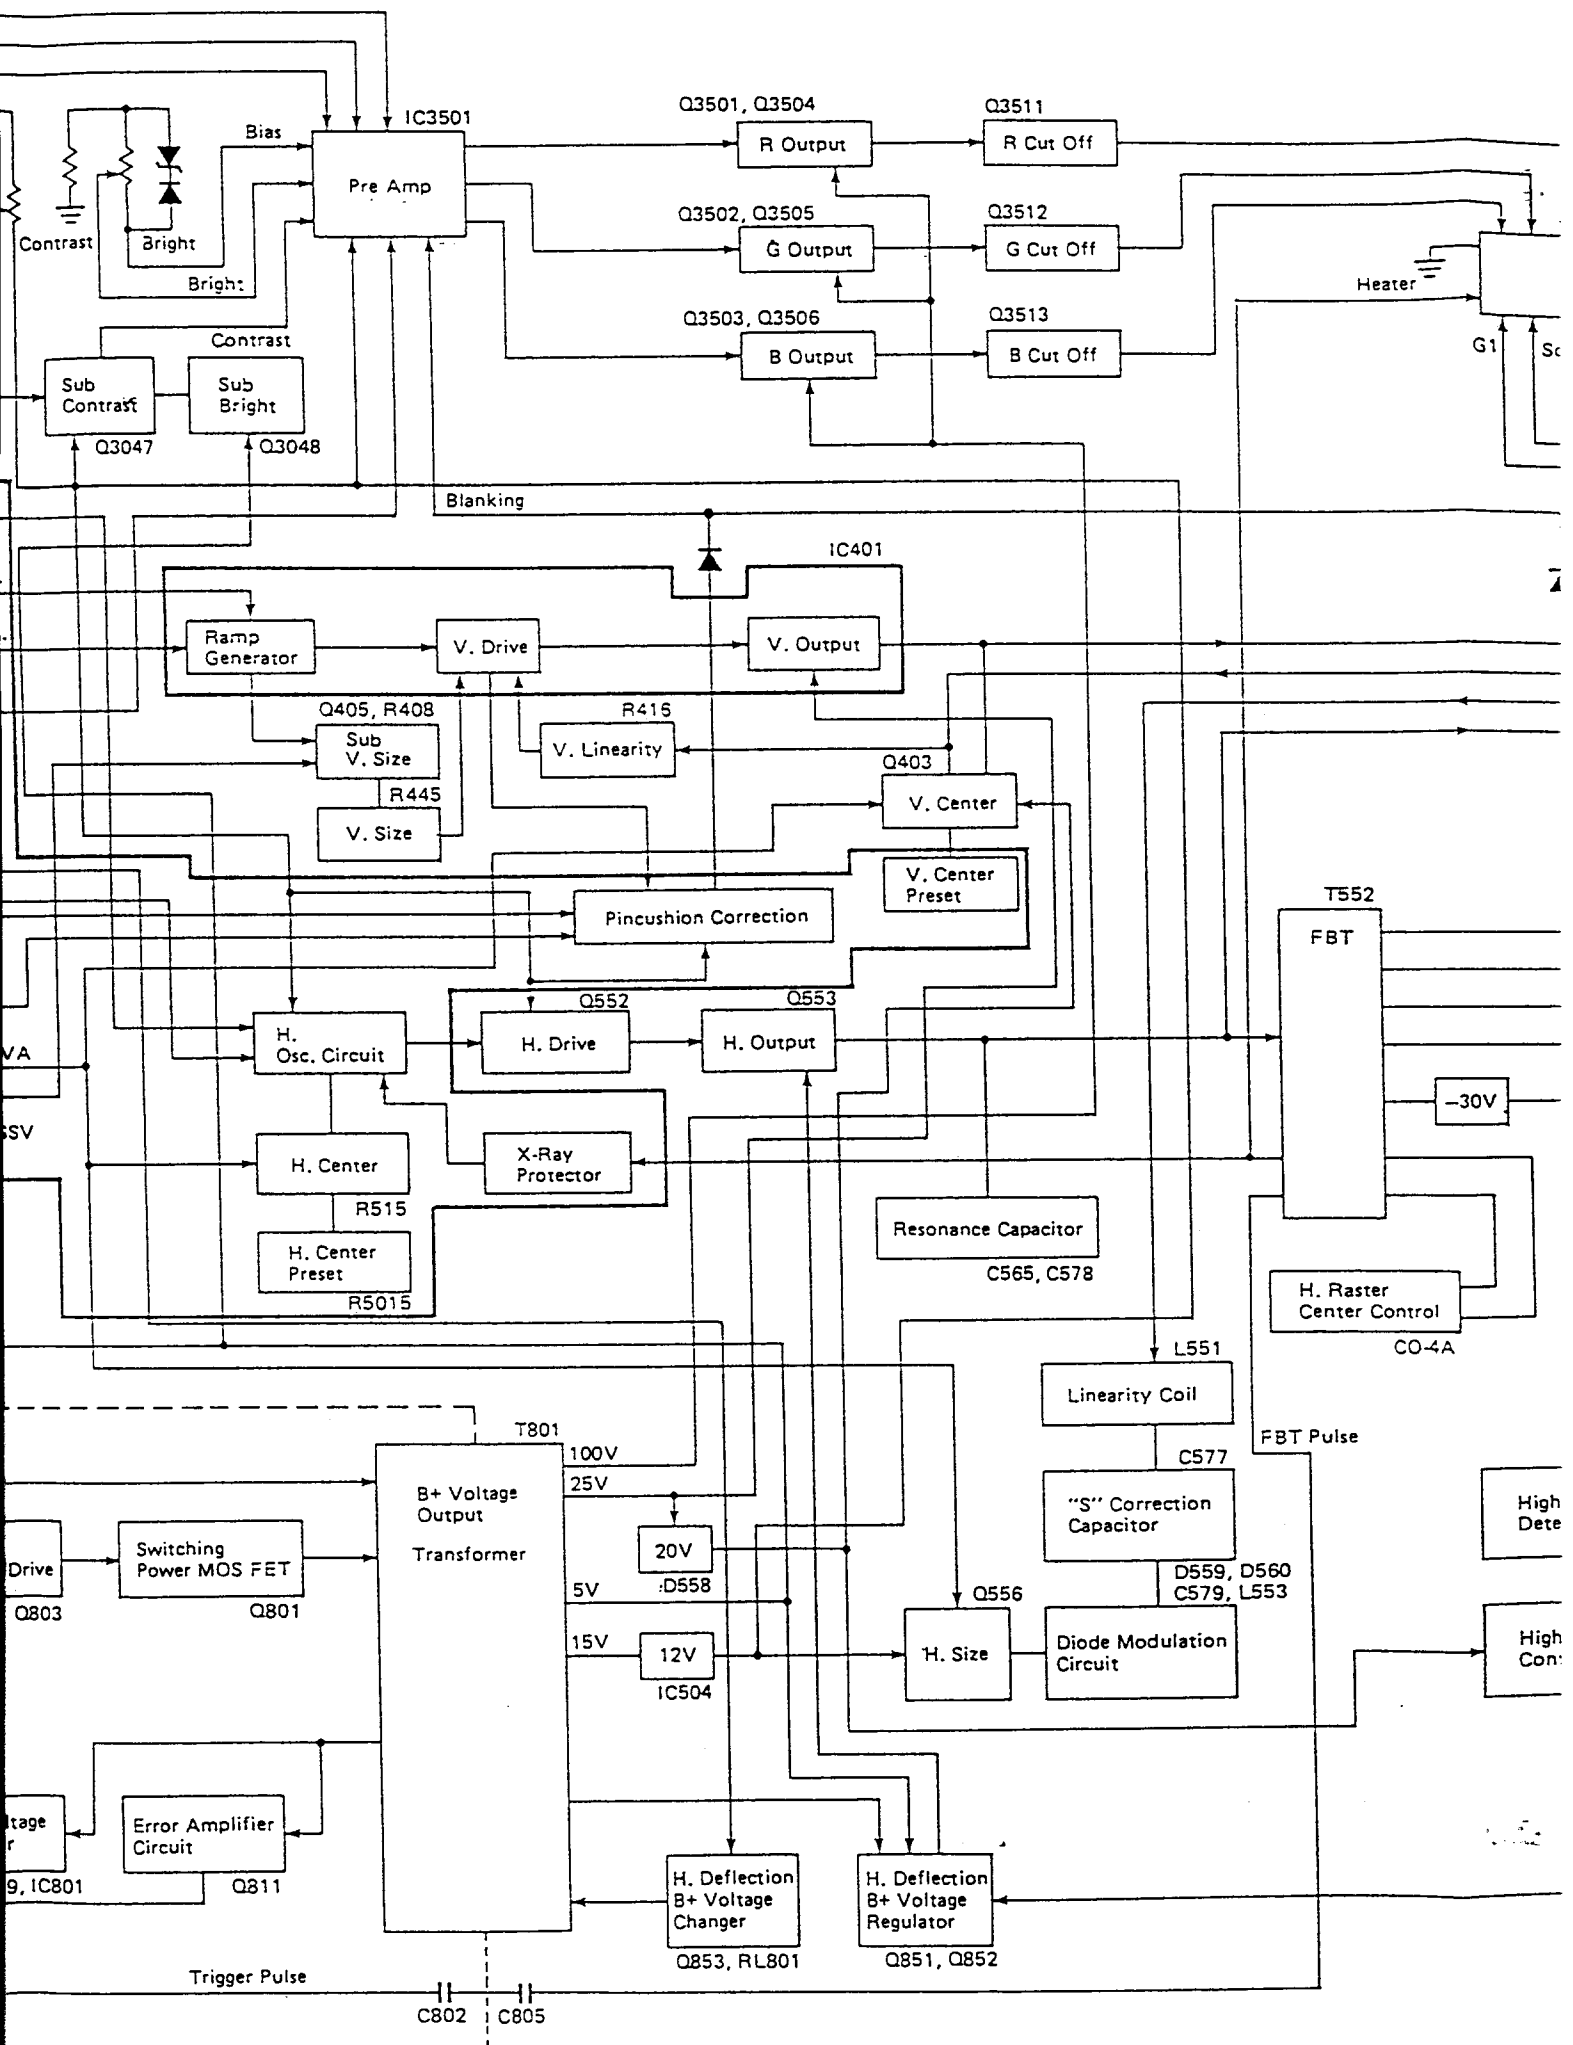 IC3501
Pre Amp
Bias
Contrast
Bright
Bright
Contrast
Q3501, Q3504
R Output
Q3511
R Cut Off
Q3502, Q3505
G Output
Q3512
G Cut Off
Q3503, Q3506
B Output
Q3513
B Cut Off
Heater
G1
Sub
Contrast
Q3047
Sub
Bright
Q3048
Blanking
IC401
Ramp
Generator
V. Drive
V. Output
Q405, R408
Sub
V. Size
R445
V. Size
R416
V. Linearity
Q403
V. Center
V. Center
Preset
Pincushion Correction
T552
FBT
H.
Osc. Circuit
Q552
H. Drive
Q553
H. Output
VA
SSV
−30V
H. Center
R515
X-Ray
Protector
Resonance Capacitor
C565, C578
H. Center
Preset
R5015
H. Raster
Center Control
CO-4A
L551
Linearity Coil
FBT Pulse
C577
"S" Correction
Capacitor
D559, D560
C579, L553
Diode Modulation
Circuit
T801
100V
25V
B+ Voltage
Output
Transformer
20V
D558
5V
15V
12V
IC504
Q556
H. Size
High
Dete
High
Drive
Q803
Switching
Power MOS FET
Q801
ltage
r
9, IC801
Error Amplifier
Circuit
Q811
H. Deflection
B+ Voltage
Changer
Q853, RL801
H. Deflection
B+ Voltage
Regulator
Q851, Q852
Trigger Pulse
C802
C805